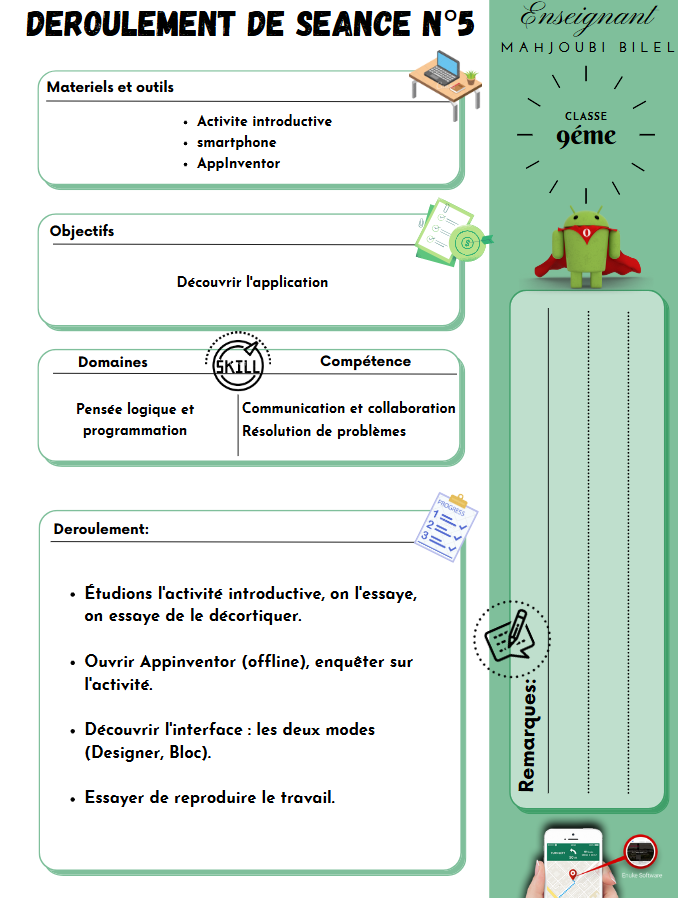 DEROULEMENT DE SEANCE N°5
Enseignant
MAHJOUBI BILEL
CLASSE
9éme
Materiels et outils
• Activite introductive
• smartphone
• AppInventor
Objectifs
Découvrir l'application
SKILL
Domaines
Compétence
Pensée logique et
programmation
Communication et collaboration
Résolution de problèmes
PROGRESS
1
2
3
Deroulement:
• Étudions l'activité introductive, on l'essaye,
on essaye de le décortiquer.
• Ouvrir Appinventor (offline), enquêter sur
l'activité.
• Découvrir l'interface : les deux modes
(Designer, Bloc).
• Essayer de reproduire le travail.
Remarques: